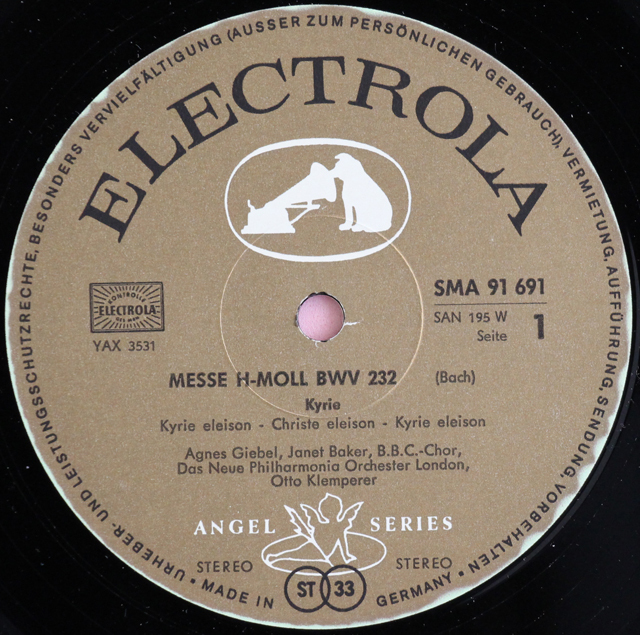 URHEBER- UND LEISTUNGSSCHUTZRECHTE, BESONDERS VERVIELFÄLTIGUNG (AUSSER ZUM PERSÖNLICHEN GEBRAUCH), VERMIETUNG, AUFFÜHRUNG, SENDUNG, VORBEHALTEN
ELECTROLA
KONTROLLE
ELECTROLA
GES MBH
YAX 3531
SMA 91 691
SAN 195 W
Seite 1
MESSE H-MOLL BWV 232 (Bach)
Kyrie
Kyrie eleison - Christe eleison - Kyrie eleison
Agnes Giebel, Janet Baker, B.B.C.-Chor,
Das Neue Philharmonia Orchester London,
Otto Klemperer
ANGEL SERIES
STEREO STEREO
ST 33
• MADE IN GERMANY •